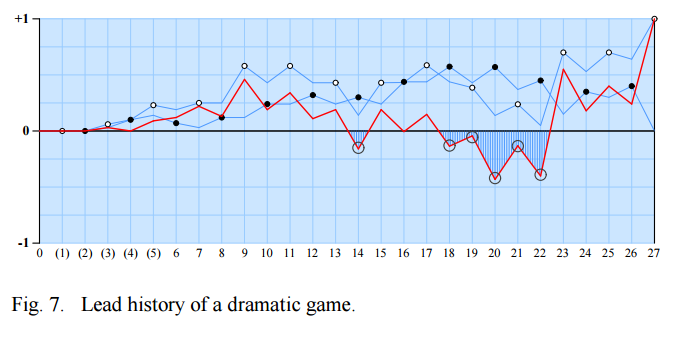 +1
0
-1
0 (1) (2) (3) (4) (5) 6 7 8 9 10 11 12 13 14 15 16 17 18 19 20 21 22 23 24 25 26 27
Fig. 7. Lead history of a dramatic game.